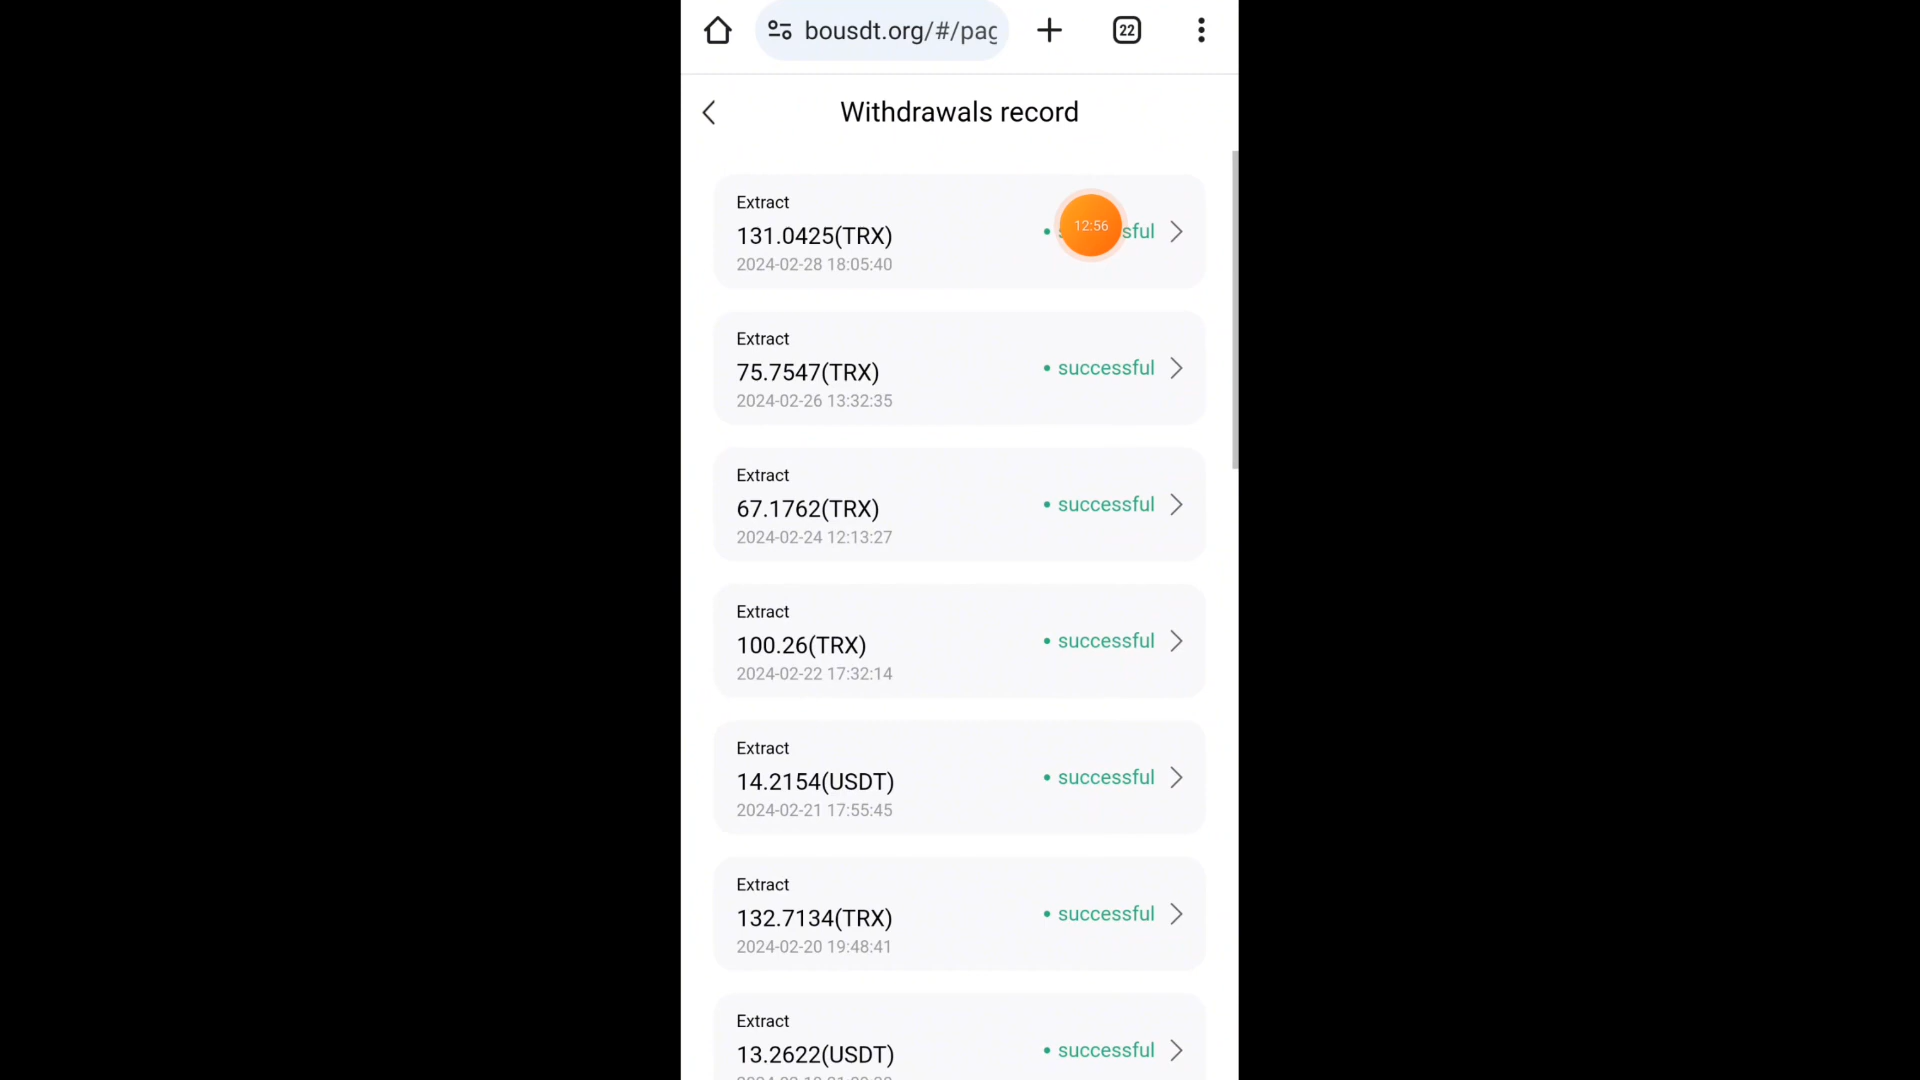 bousdt.org/#/pag
22
Withdrawals record
Extract
131.0425(TRX)
2024-02-28 18:05:40
12:56
sful
Extract
75.7547(TRX)
2024-02-26 13:32:35
• successful
Extract
67.1762(TRX)
2024-02-24 12:13:27
• successful
Extract
100.26(TRX)
2024-02-22 17:32:14
• successful
Extract
14.2154(USDT)
2024-02-21 17:55:45
• successful
Extract
132.7134(TRX)
2024-02-20 19:48:41
• successful
Extract
13.2622(USDT)
• successful